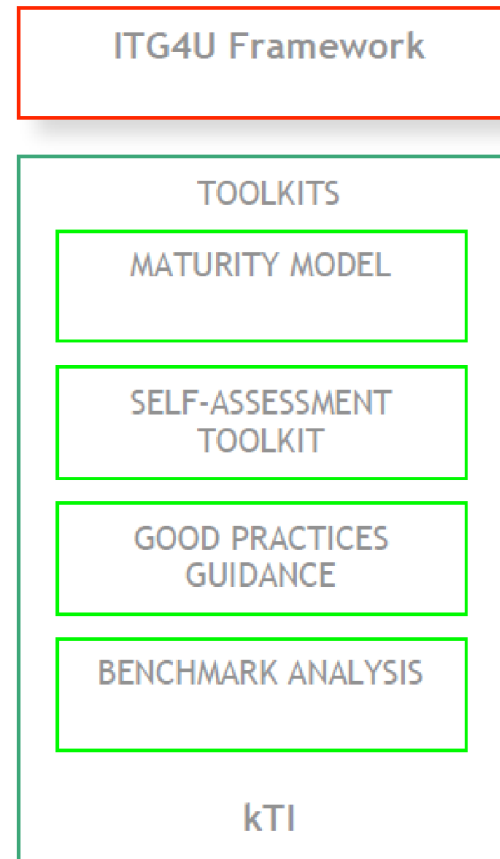 ITG4U Framework
TOOLKITS
MATURITY MODEL
SELF-ASSESSMENT
TOOLKIT
GOOD PRACTICES
GUIDANCE
BENCHMARK ANALYSIS
kTI